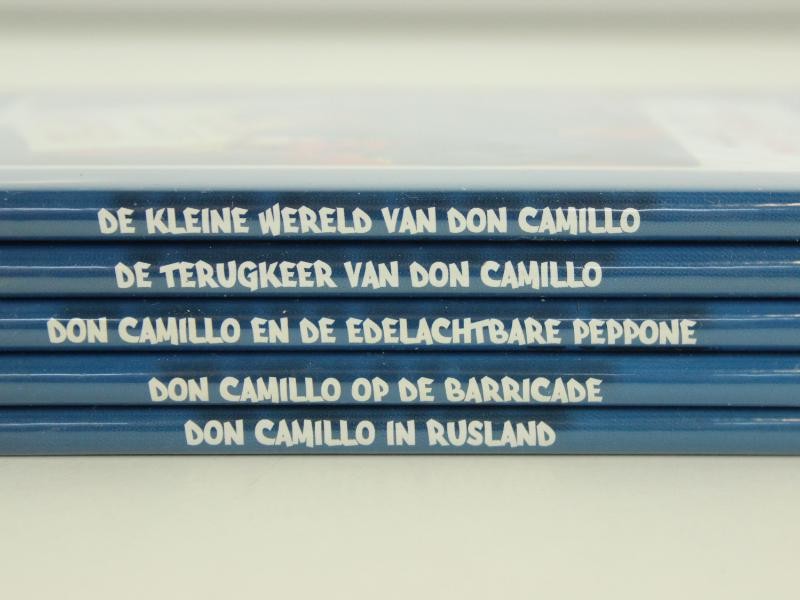 DE KLEINE WERELD VAN DON CAMILLO
DE TERUGKEER VAN DON CAMILLO
DON CAMILLO EN DE EDELACHTBARE PEPPONE
DON CAMILLO OP DE BARRICADE
DON CAMILLO IN RUSLAND